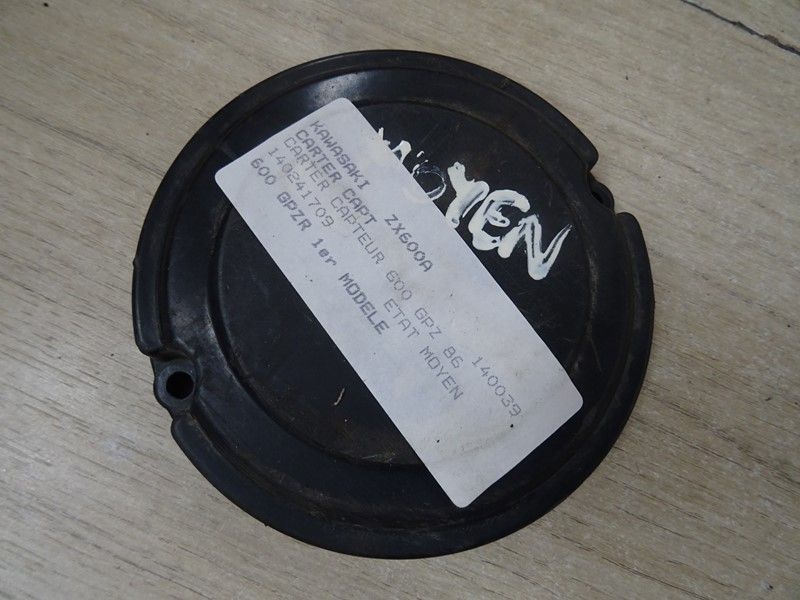 MOYEN
KAWASAKI ZX600A
CARTER CAPT
CARTER CAPTEUR 600 GPZ 86 140039
140241709 ETAT MOYEN
600 GPZR 1er MODELE